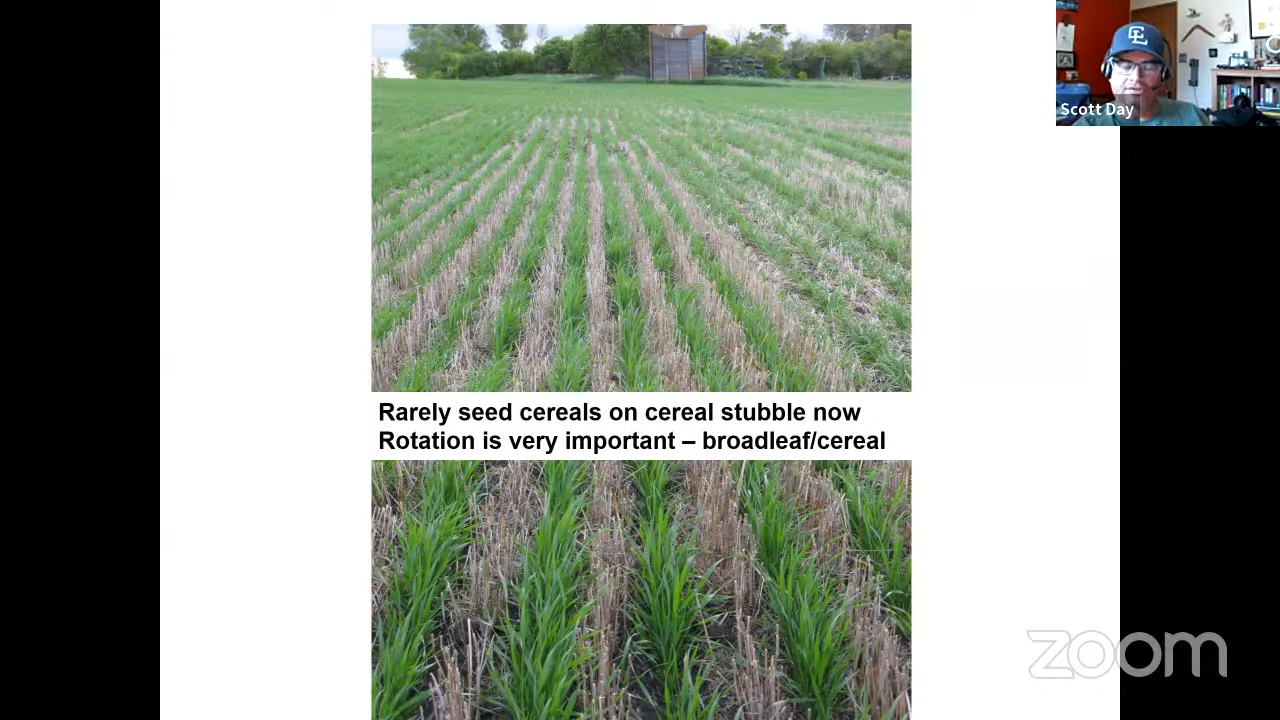 Rarely seed cereals on cereal stubble now
Rotation is very important – broadleaf/cereal
Scott Day
zoom